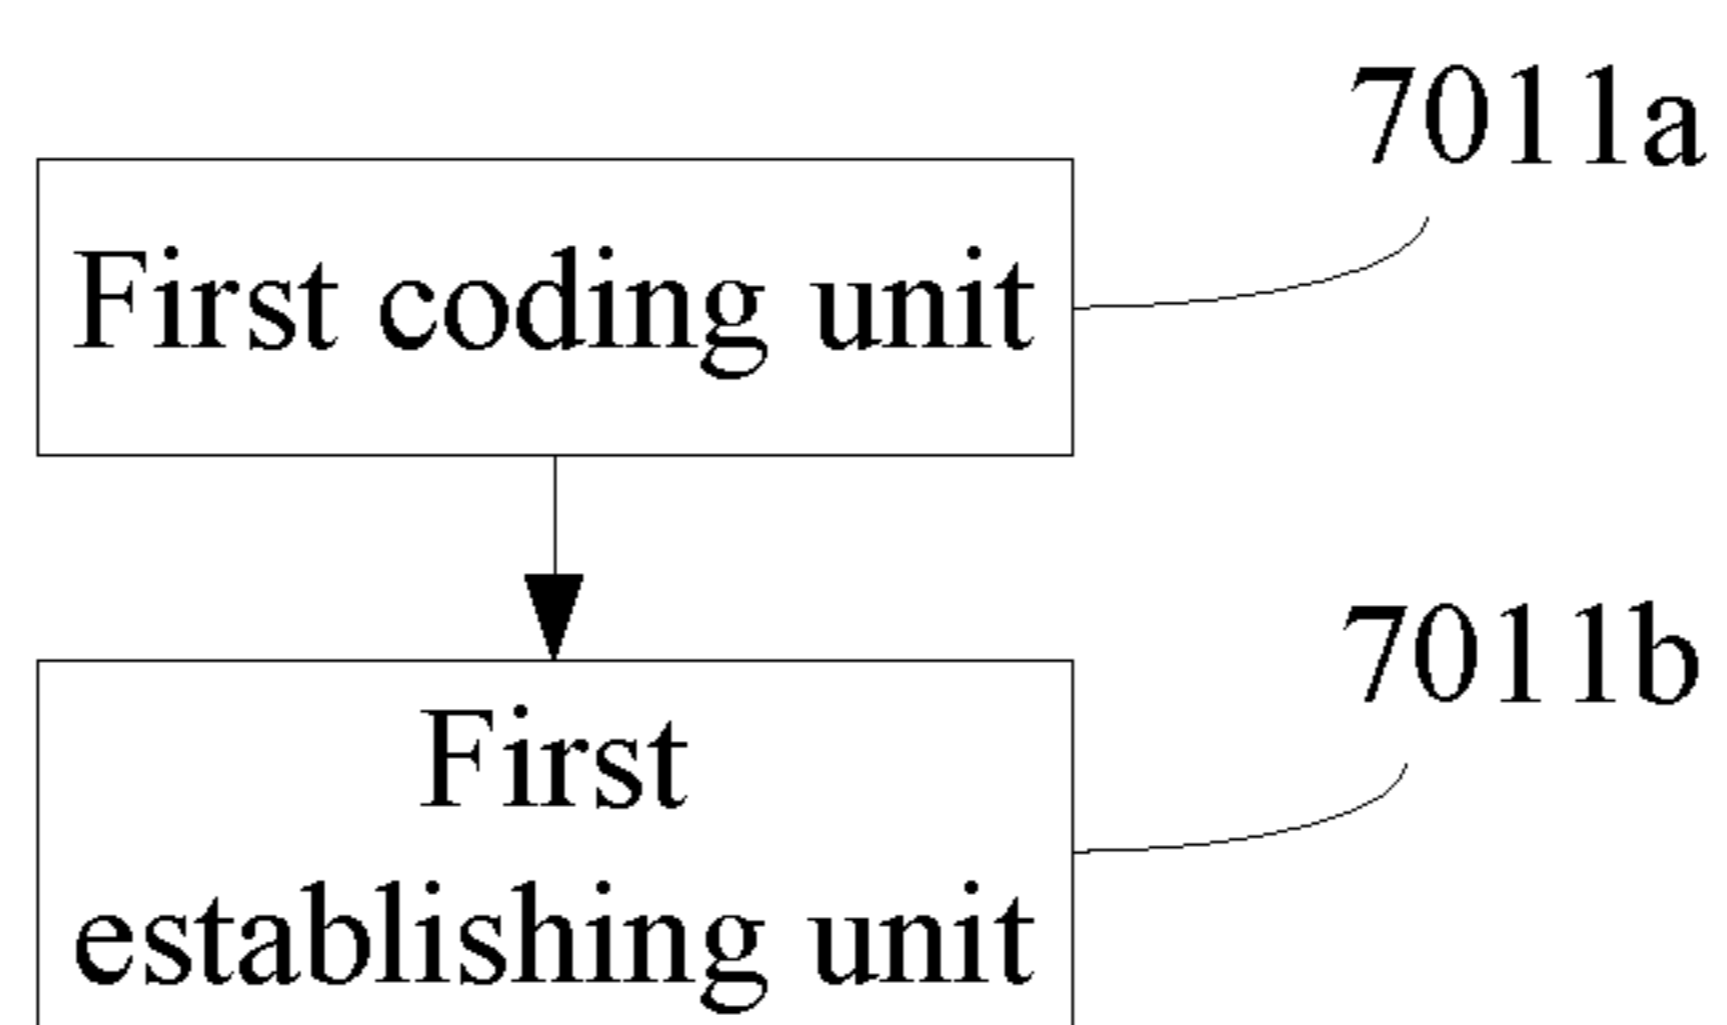 7011a
First coding unit
7011b
First
establishing unit